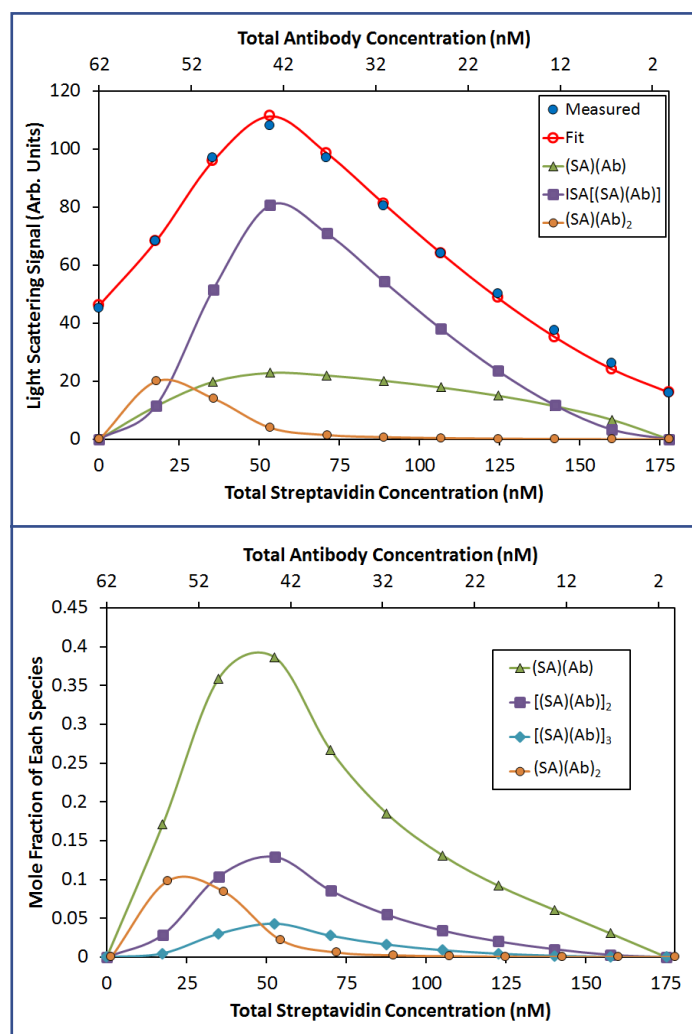 Total Antibody Concentration (nM)
62 52 42 32 22 12 2
120
100
80
60
40
20
0
Light Scattering Signal (Arb. Units)
Measured
Fit
(SA)(Ab)
ISA[(SA)(Ab)]
(SA)(Ab)2
0 25 50 75 100 125 150 175
Total Streptavidin Concentration (nM)
Total Antibody Concentration (nM)
62 52 42 32 22 12 2
0.45
0.4
0.35
0.3
0.25
0.2
0.15
0.1
0.05
0
Mole Fraction of Each Species
(SA)(Ab)
[(SA)(Ab)]2
[(SA)(Ab)]3
(SA)(Ab)2
0 25 50 75 100 125 150 175
Total Streptavidin Concentration (nM)